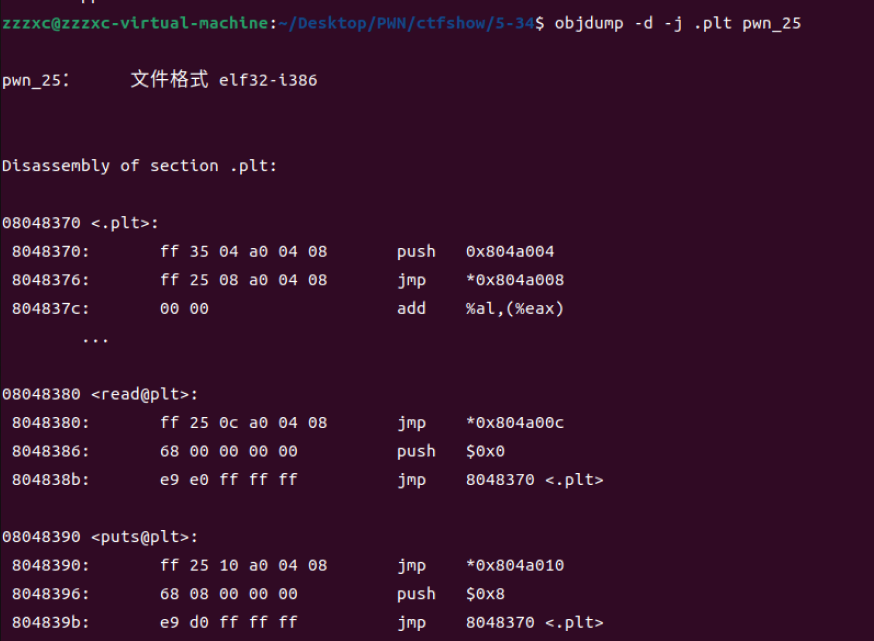 zzzxc@zzzxc-virtual-machine:~/Desktop/PWN/ctfshow/5-34$ objdump -d -j .plt pwn_25
pwn_25:      文件格式 elf32-i386
Disassembly of section .plt:
08048370 <.plt>:
 8048370:	ff 35 04 a0 04 08    	push   0x804a004
 8048376:	ff 25 08 a0 04 08    	jmp    *0x804a008
 804837c:	00 00                	add    %al,(%eax)
	...
08048380 <read@plt>:
 8048380:	ff 25 0c a0 04 08    	jmp    *0x804a00c
 8048386:	68 00 00 00 00       	push   $0x0
 804838b:	e9 e0 ff ff ff       	jmp    8048370 <.plt>
08048390 <puts@plt>:
 8048390:	ff 25 10 a0 04 08    	jmp    *0x804a010
 8048396:	68 08 00 00 00       	push   $0x8
 804839b:	e9 d0 ff ff ff       	jmp    8048370 <.plt>